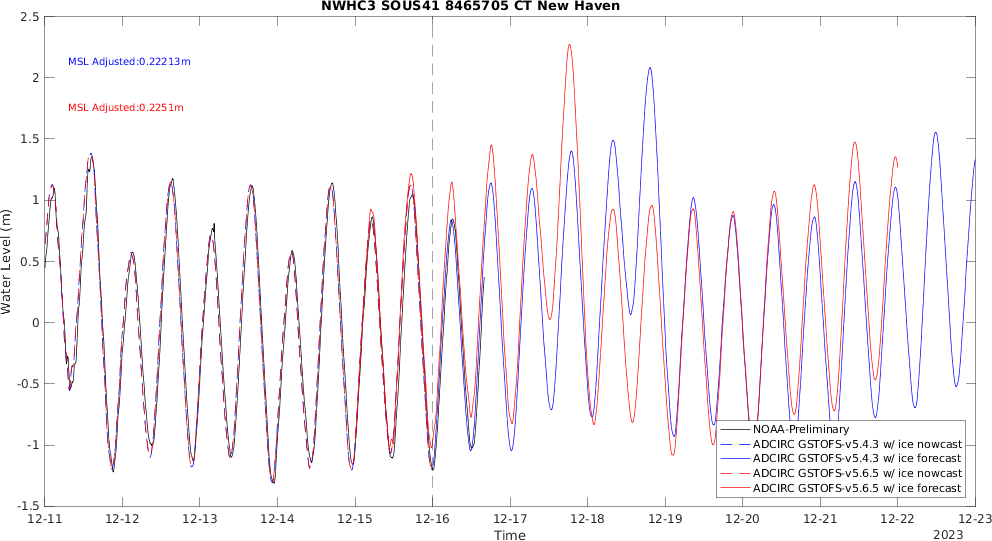 NWHC3 SOUS41 8465705 CT New Haven
2.5
2
1.5
1
0.5
0
-0.5
-1
-1.5
Water Level (m)
MSL Adjusted:0.22213m
MSL Adjusted:0.2251m
NOAA-Preliminary
ADCIRC GSTOFS-v5.4.3 w/ ice nowcast
ADCIRC GSTOFS-v5.4.3 w/ ice forecast
ADCIRC GSTOFS-v5.6.5 w/ ice nowcast
ADCIRC GSTOFS-v5.6.5 w/ ice forecast
12-11 12-12 12-13 12-14 12-15 12-16 12-17 12-18 12-19 12-20 12-21 12-22 12-23
Time
2023